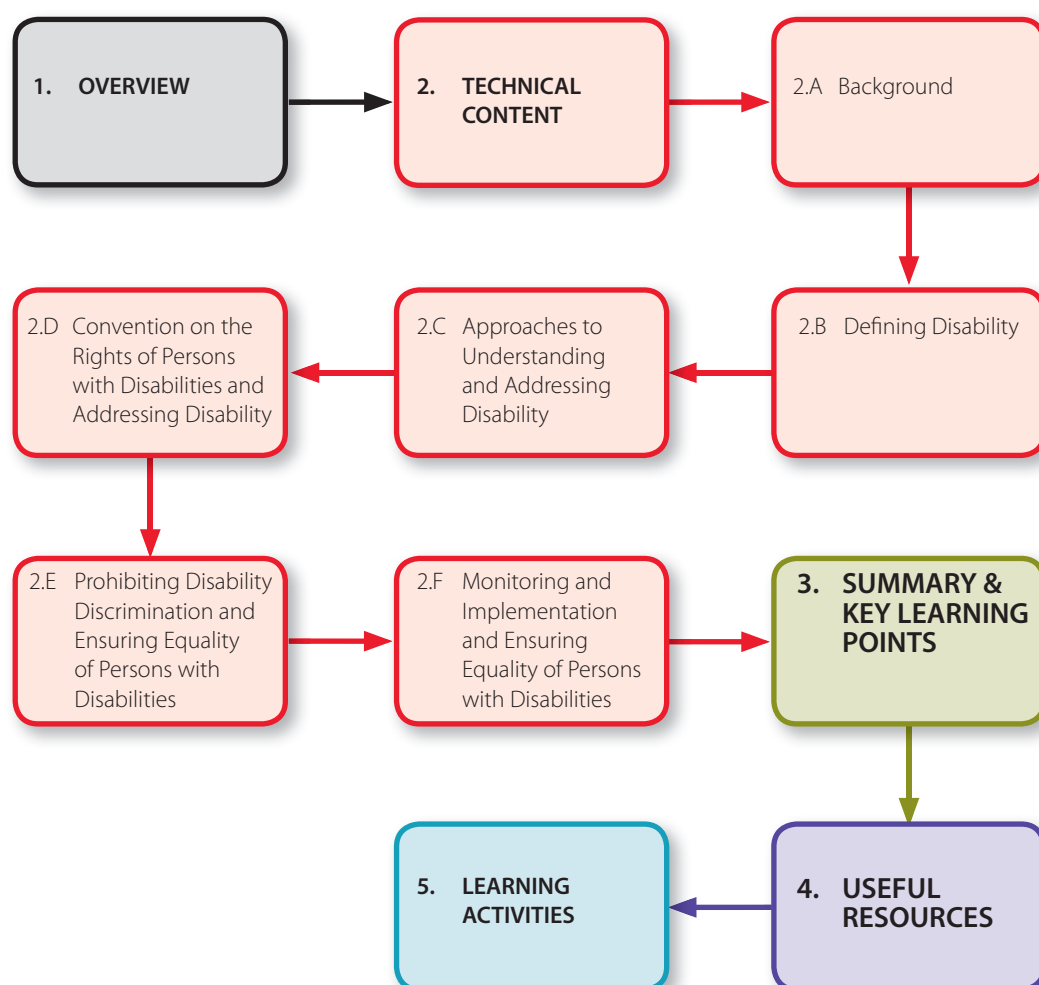 1. OVERVIEW
2. TECHNICAL
CONTENT
2.A Background
2.B Defining Disability
2.C Approaches to
Understanding
and Addressing
Disability
2.D Convention on the
Rights of Persons
with Disabilities and
Addressing Disability
2.E Prohibiting Disability
Discrimination and
Ensuring Equality
of Persons with
Disabilities
2.F Monitoring and
Implementation
and Ensuring
Equality of Persons
with Disabilities
3. SUMMARY &
KEY LEARNING
POINTS
4. USEFUL
RESOURCES
5. LEARNING
ACTIVITIES